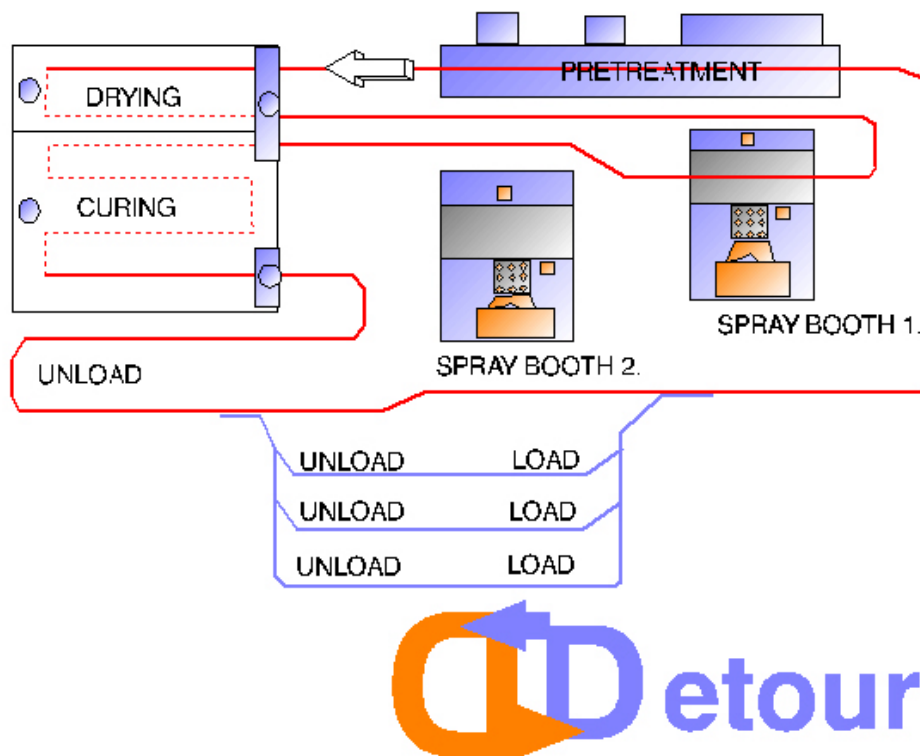 PRETREATMENT
DRYING
CURING
SPRAY BOOTH 1.
SPRAY BOOTH 2.
UNLOAD
UNLOAD LOAD
UNLOAD LOAD
UNLOAD LOAD
Detour